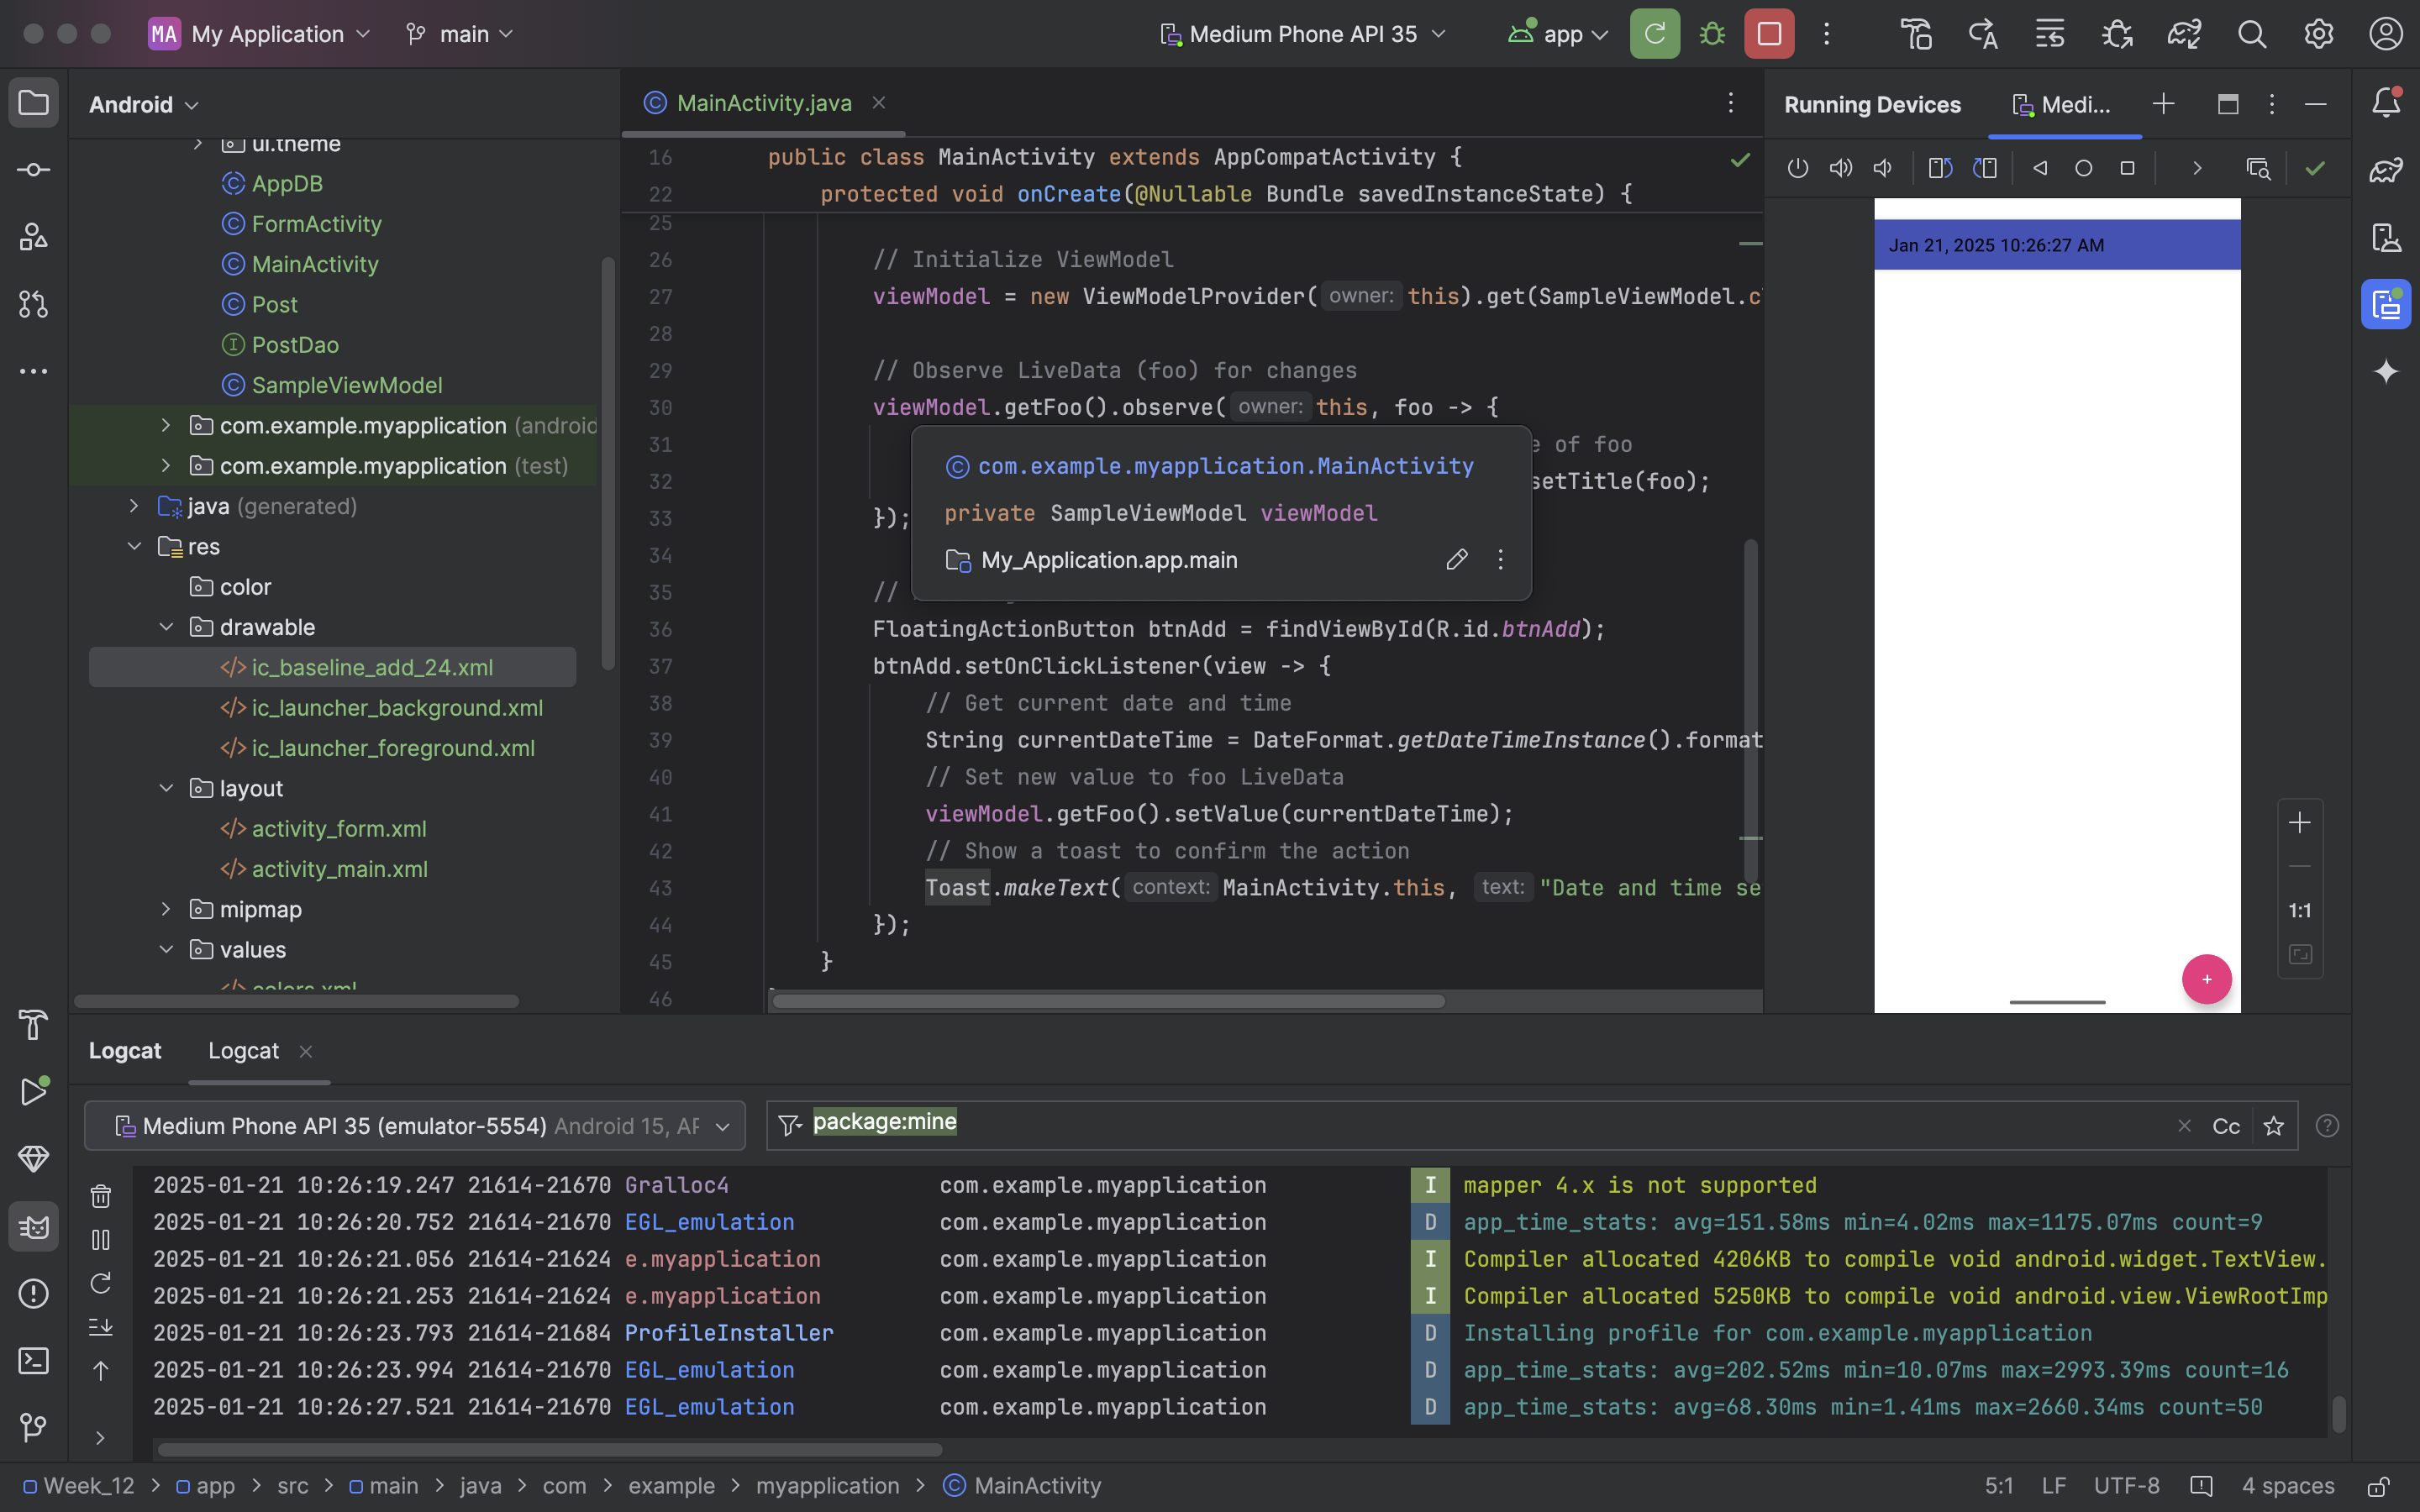 MA My Application main Medium Phone API 35 app
Android
ui.theme
AppDB
FormActivity
MainActivity
Post
PostDao
SampleViewModel
com.example.myapplication (android
com.example.myapplication (test)
java (generated)
res
color
drawable
ic_baseline_add_24.xml
ic_launcher_background.xml
ic_launcher_foreground.xml
layout
activity_form.xml
activity_main.xml
mipmap
values
colors.xml
MainActivity.java
16 public class MainActivity extends AppCompatActivity {
22 protected void onCreate(@Nullable Bundle savedInstanceState) {
25
26 // Initialize ViewModel
27 viewModel = new ViewModelProvider( owner: this).get(SampleViewModel.c
28
29 // Observe LiveData (foo) for changes
30 viewModel.getFoo().observe( owner: this, foo -> {
31 e of foo
32 setTitle(foo);
33 });
34
35 //
36 FloatingActionButton btnAdd = findViewById(R.id.btnAdd);
37 btnAdd.setOnClickListener(view -> {
38 // Get current date and time
39 String currentDateTime = DateFormat.getDateTimeInstance().format
40 // Set new value to foo LiveData
41 viewModel.getFoo().setValue(currentDateTime);
42 // Show a toast to confirm the action
43 Toast.makeText( context: MainActivity.this, text: "Date and time se
44 });
45 }
46
com.example.myapplication.MainActivity
private SampleViewModel viewModel
My_Application.app.main
Running Devices Medi...
Jan 21, 2025 10:26:27 AM
+
1:1
Logcat Logcat
Medium Phone API 35 (emulator-5554) Android 15, AP
package:mine
Cc
2025-01-21 10:26:19.247 21614-21670 Gralloc4 com.example.myapplication I mapper 4.x is not supported
2025-01-21 10:26:20.752 21614-21670 EGL_emulation com.example.myapplication D app_time_stats: avg=151.58ms min=4.02ms max=1175.07ms count=9
2025-01-21 10:26:21.056 21614-21624 e.myapplication com.example.myapplication I Compiler allocated 4206KB to compile void android.widget.TextView.
2025-01-21 10:26:21.253 21614-21624 e.myapplication com.example.myapplication I Compiler allocated 5250KB to compile void android.view.ViewRootImp
2025-01-21 10:26:23.793 21614-21684 ProfileInstaller com.example.myapplication D Installing profile for com.example.myapplication
2025-01-21 10:26:23.994 21614-21670 EGL_emulation com.example.myapplication D app_time_stats: avg=202.52ms min=10.07ms max=2993.39ms count=16
2025-01-21 10:26:27.521 21614-21670 EGL_emulation com.example.myapplication D app_time_stats: avg=68.30ms min=1.41ms max=2660.34ms count=50
Week_12 > app > src > main > java > com > example > myapplication > MainActivity
5:1 LF UTF-8 4 spaces